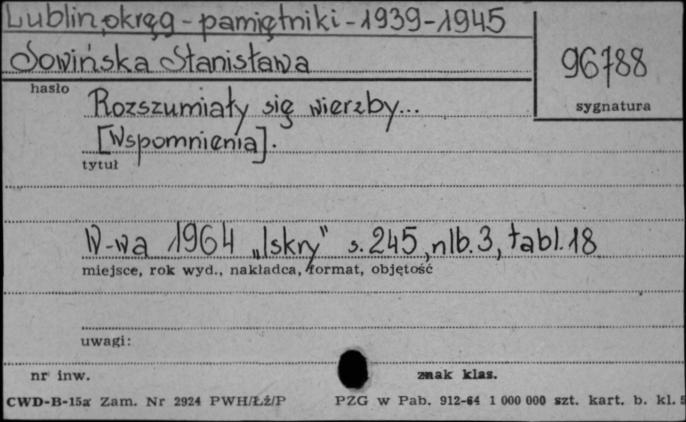 Lublin, okręg - pamiętniki - 1939-1945
Sowińska Stanisława
96788
hasło
sygnatura
Rozszumiały się wierzby...
[Wspomnienia].
tytuł
W-wa 1964 „Iskry" s. 245, nlb. 3, tabl. 18
miejsce, rok wyd., nakładca, format, objętość
uwagi:
nr inw.
znak klas.
CWD-B-15a Zam. Nr 2924 PWH/Łż/P PZG w Pab. 912-64 1 000 000 szt. kart. b. kl. 5